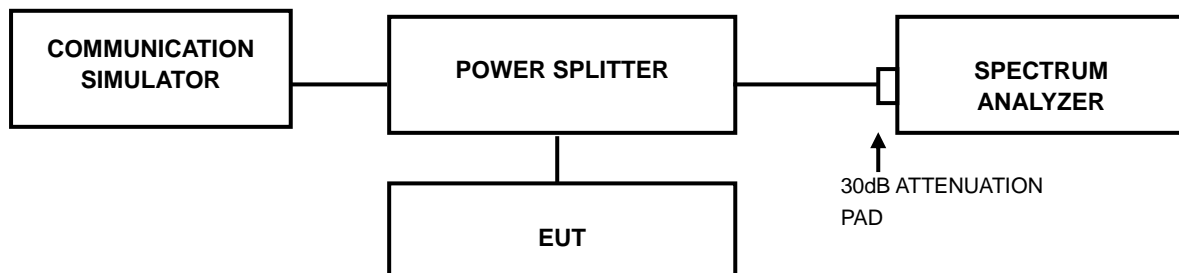 COMMUNICATION
SIMULATOR
POWER SPLITTER
SPECTRUM
ANALYZER
30dB ATTENUATION
PAD
EUT